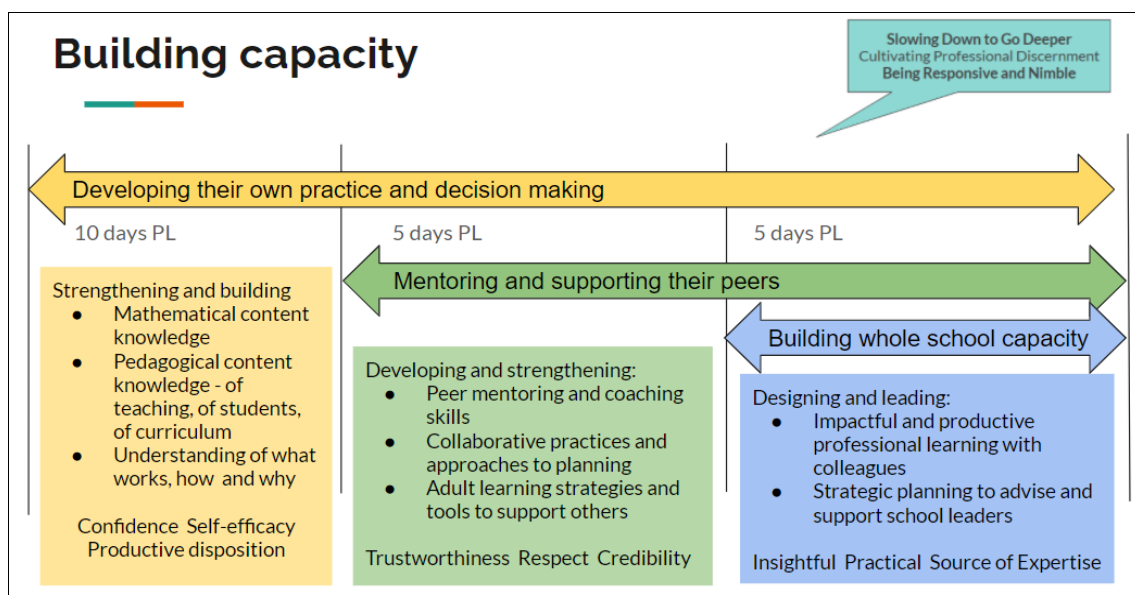 Building capacity
Slowing Down to Go Deeper
Cultivating Professional Discernment
Being Responsive and Nimble
Developing their own practice and decision making
10 days PL
5 days PL
5 days PL
Mentoring and supporting their peers
Building whole school capacity
Strengthening and building
● Mathematical content
knowledge
● Pedagogical content
knowledge - of
teaching, of students,
of curriculum
● Understanding of what
works, how and why
Confidence Self-efficacy
Productive disposition
Developing and strengthening:
● Peer mentoring and coaching
skills
● Collaborative practices and
approaches to planning
● Adult learning strategies and
tools to support others
Trustworthiness Respect Credibility
Designing and leading:
● Impactful and productive
professional learning with
colleagues
● Strategic planning to advise and
support school leaders
Insightful Practical Source of Expertise